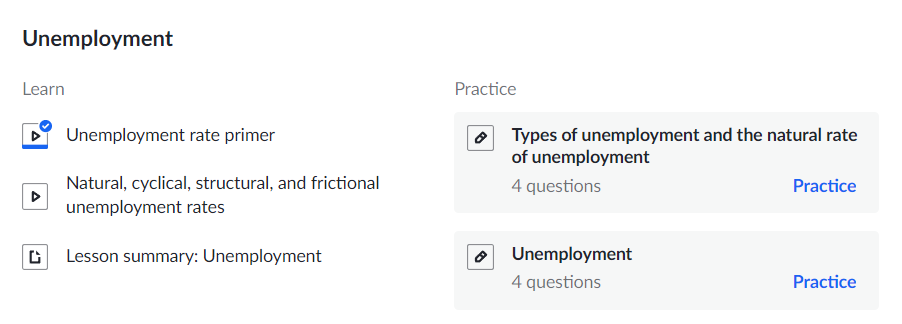 Unemployment
Learn
Unemployment rate primer
Natural, cyclical, structural, and frictional
unemployment rates
Lesson summary: Unemployment
Practice
Types of unemployment and the natural rate
of unemployment
4 questions
Practice
Unemployment
4 questions
Practice